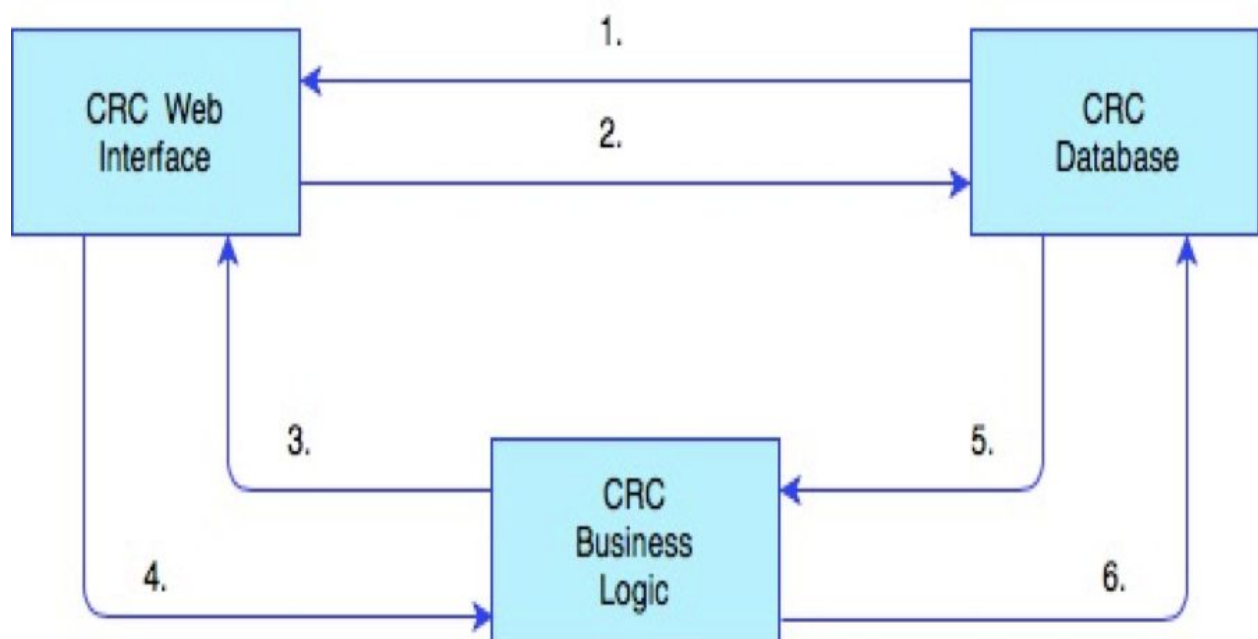 1.
CRC Web
Interface
2.
CRC
Database
3.
5.
CRC
Business
Logic
4.
6.